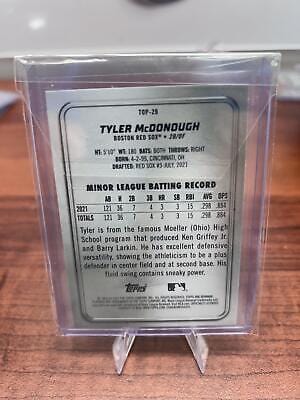 TOP-25
TYLER McDONOUGH
BOSTON RED SOX • 2B/OF
HT: 5'10" WT: 180 BATS: BOTH THROWS: RIGHT
BORN: 4-2-99, CINCINNATI, OH
DRAFTED: RED SOX #3-JULY, 2021
MINOR LEAGUE BATTING RECORD
AB H 2B 3B HR SB RBI AVG OPS
2021 121 36 7 4 3 3 15 .298 .884
TOTALS 121 36 7 4 3 3 15 .298 .884
Tyler is from the famous Moeller (Ohio) High
School program that produced Ken Griffey Jr.
and Barry Larkin. He has excellent defensive
versatility, showing the athleticism to be a plus
defender in center field and at second base. His
fluid swing contains sneaky power.
Topps